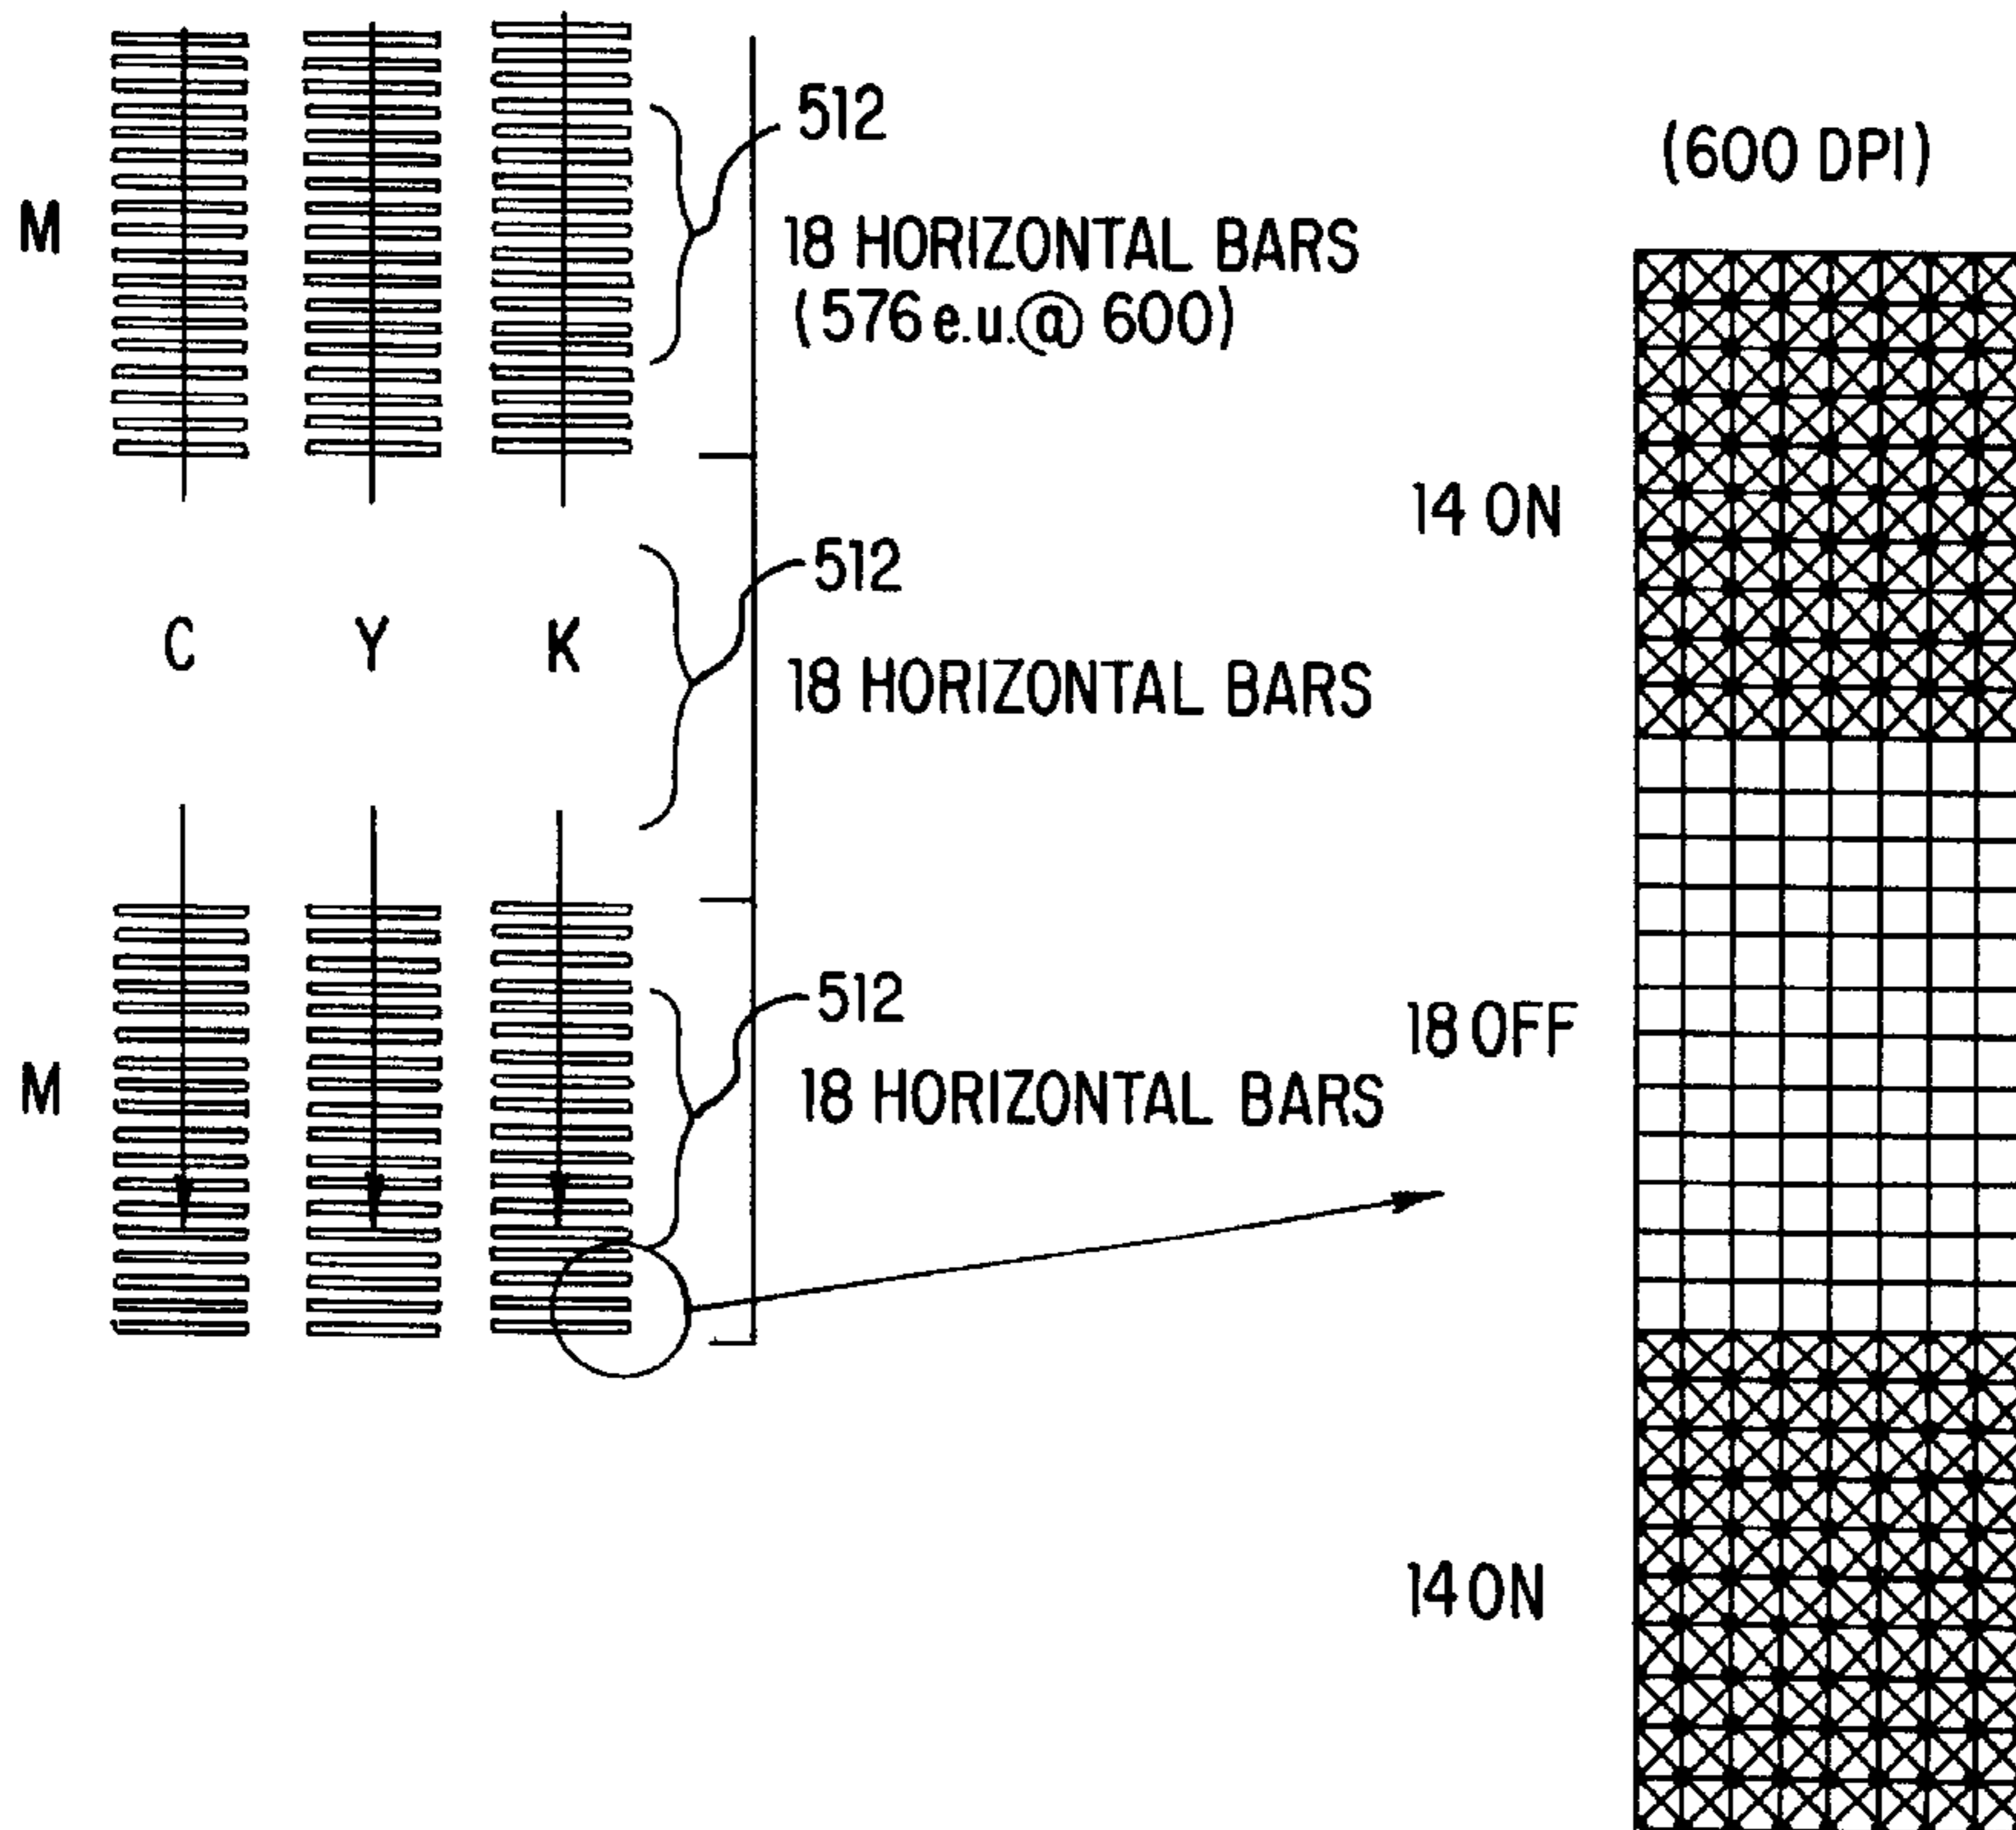 M
512
18 HORIZONTAL BARS
(576 e.u.@ 600)
C Y K
512
18 HORIZONTAL BARS
M
512
18 HORIZONTAL BARS
(600 DPI)
14 ON
18 OFF
14 ON